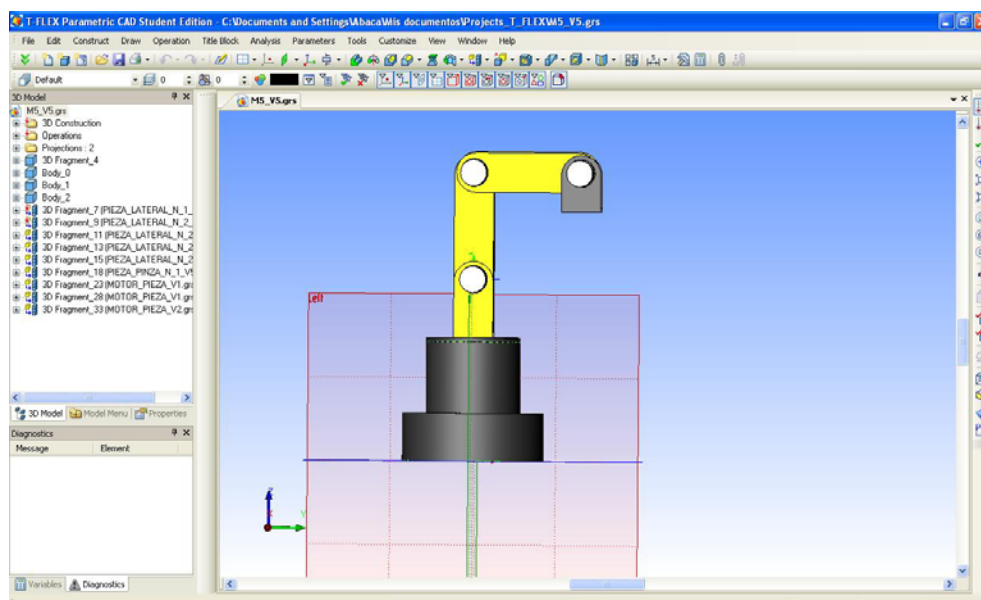 T-FLEX Parametric CAD Student Edition - C:\Documents and Settings\Abaca\Mis documentos\Projects_T_FLEX\M5_V5.grs
File Edit Construct Draw Operation Title Block Analysis Parameters Tools Customize View Window Help
Default 0 0
3D Model
M5_V5.grs
M5_V5.grs
3D Construction
Operations
Projections : 2
3D Fragment_4
Body_0
Body_1
Body_2
3D Fragment_7 (PIEZA_LATERAL_N_1_
3D Fragment_9 (PIEZA_LATERAL_N_2_
3D Fragment_11 (PIEZA_LATERAL_N_2
3D Fragment_13 (PIEZA_LATERAL_N_2
3D Fragment_15 (PIEZA_LATERAL_N_2
3D Fragment_18 (PIEZA_PINZA_N_1_V5
3D Fragment_23 (MOTOR_PIEZA_V1.gr
3D Fragment_28 (MOTOR_PIEZA_V1.gr
3D Fragment_33 (MOTOR_PIEZA_V2.gr
Left
3D Model Model Menu Properties
Diagnostics
Message Element
Z
X Y
Variables Diagnostics